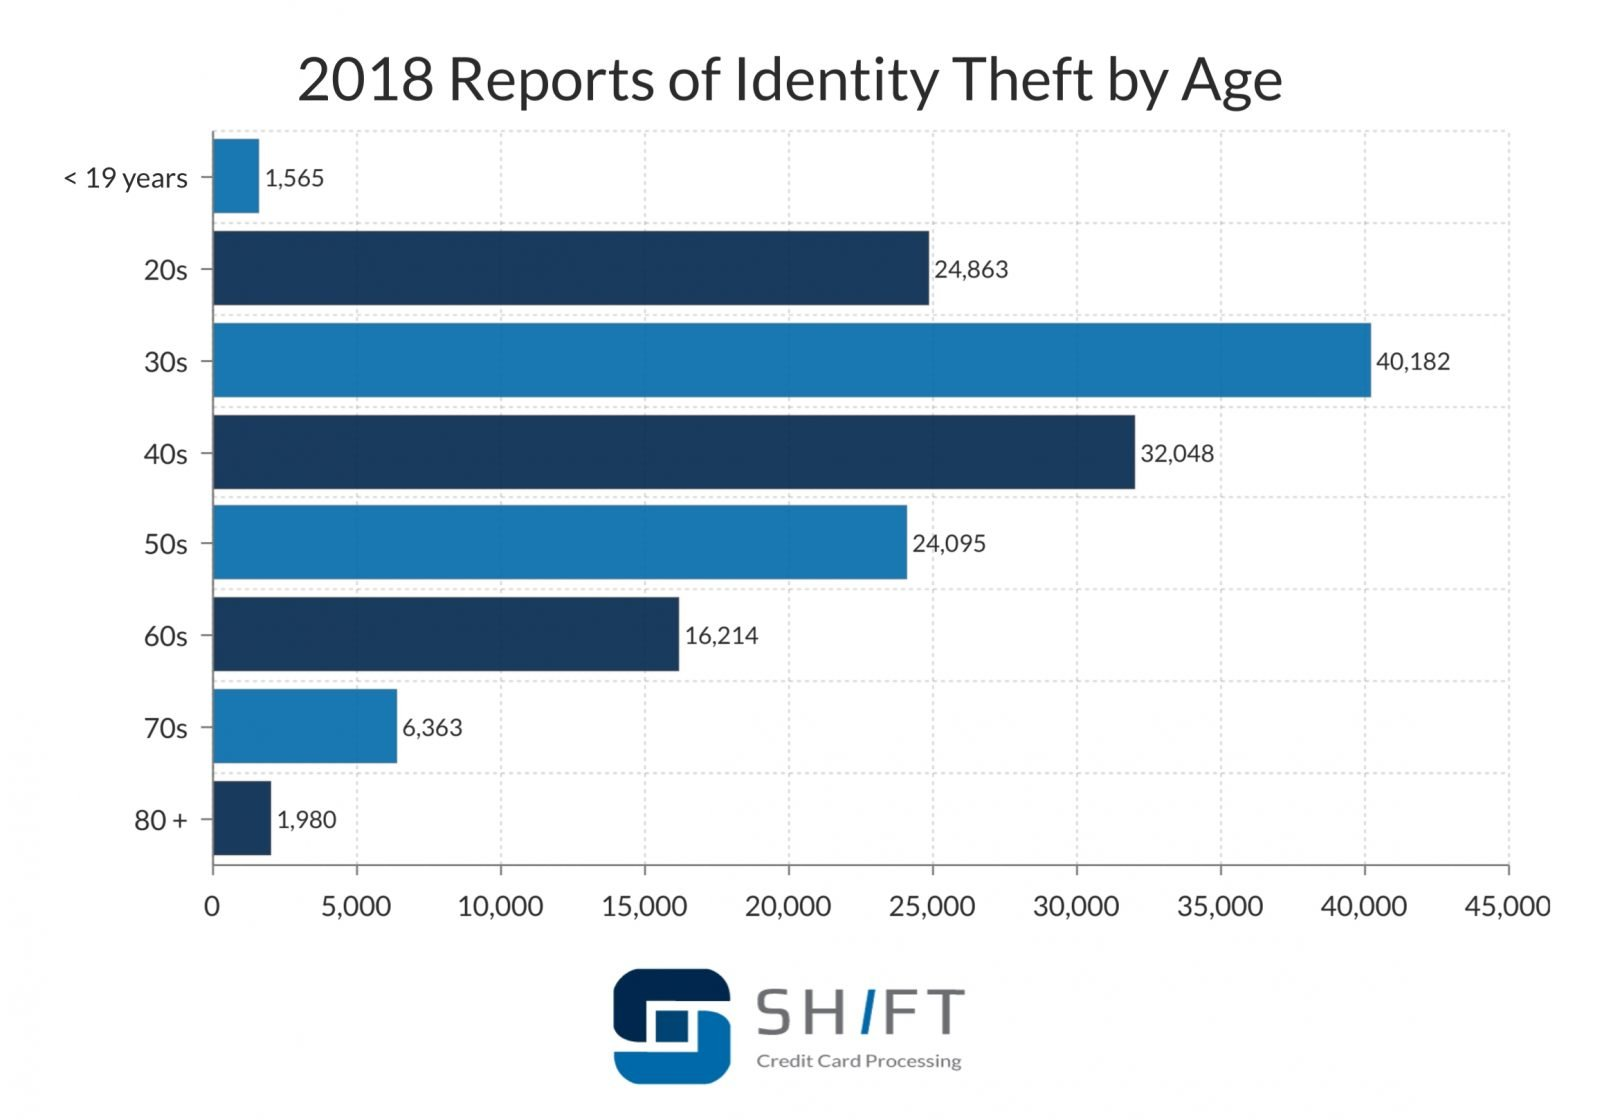 2018 Reports of Identity Theft by Age
< 19 years 1,565
20s 24,863
30s 40,182
40s 32,048
50s 24,095
60s 16,214
70s 6,363
80 + 1,980
0 5,000 10,000 15,000 20,000 25,000 30,000 35,000 40,000 45,000
SHIFT
Credit Card Processing